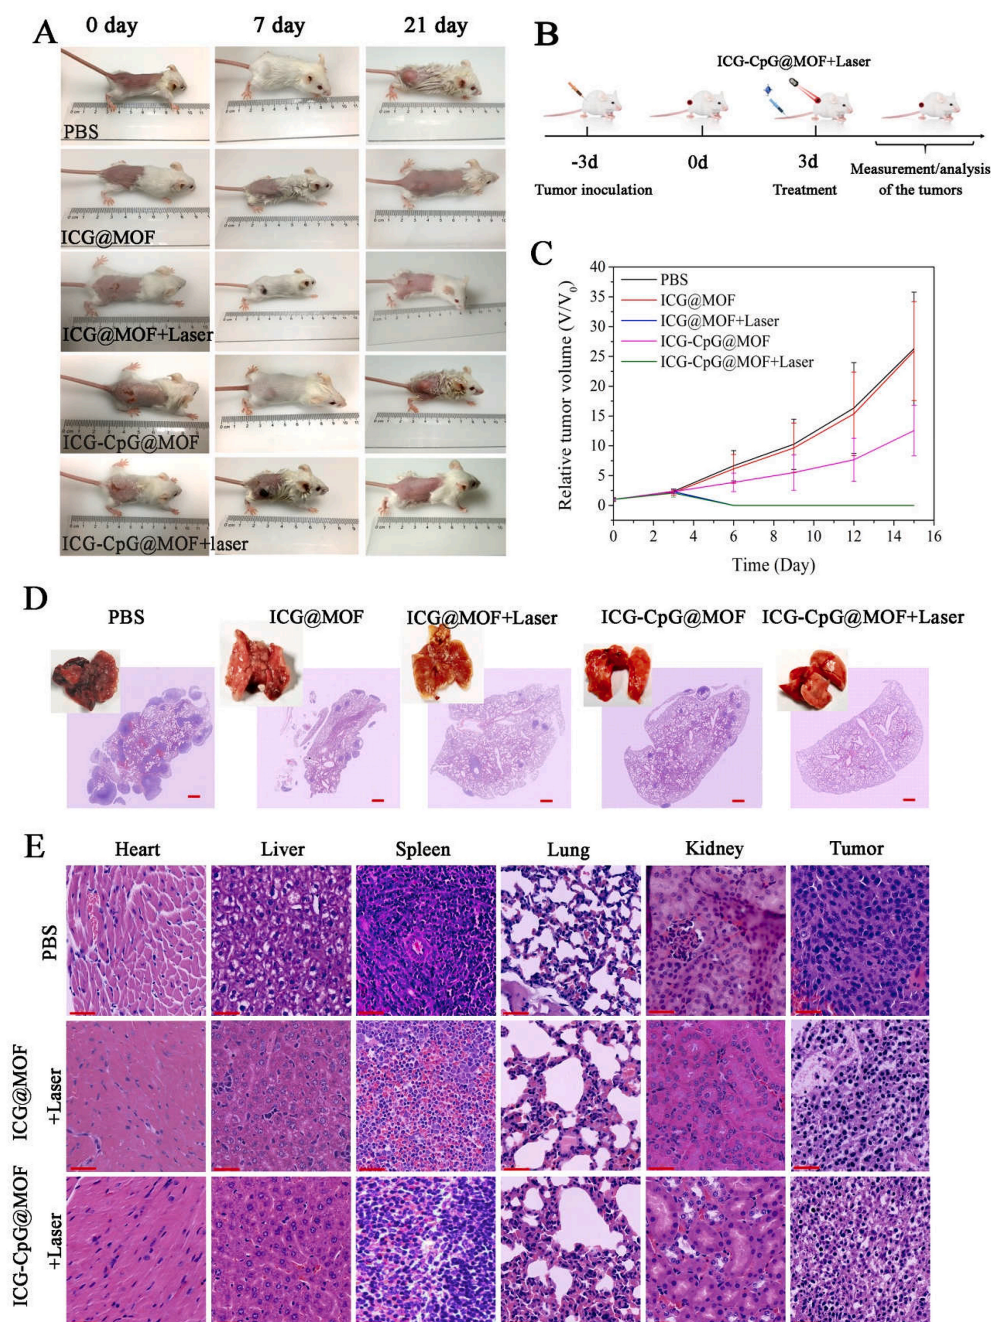 A
0 day
7 day
21 day
PBS
ICG@MOF
ICG@MOF+Laser
ICG-CpG@MOF
ICG-CpG@MOF+laser
B
ICG-CpG@MOF+Laser
-3d
0d
3d
Tumor inoculation
Treatment
Measurement/analysis
of the tumors
C
Relative tumor volume (V/V₀)
40
35
30
25
20
15
10
5
0
PBS
ICG@MOF
ICG@MOF+Laser
ICG-CpG@MOF
ICG-CpG@MOF+Laser
0 2 4 6 8 10 12 14 16
Time (Day)
D
PBS
ICG@MOF
ICG@MOF+Laser
ICG-CpG@MOF
ICG-CpG@MOF+Laser
E
Heart
Liver
Spleen
Lung
Kidney
Tumor
PBS
ICG@MOF
+Laser
ICG-CpG@MOF
+Laser